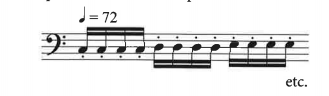 ♩ = 72
etc.